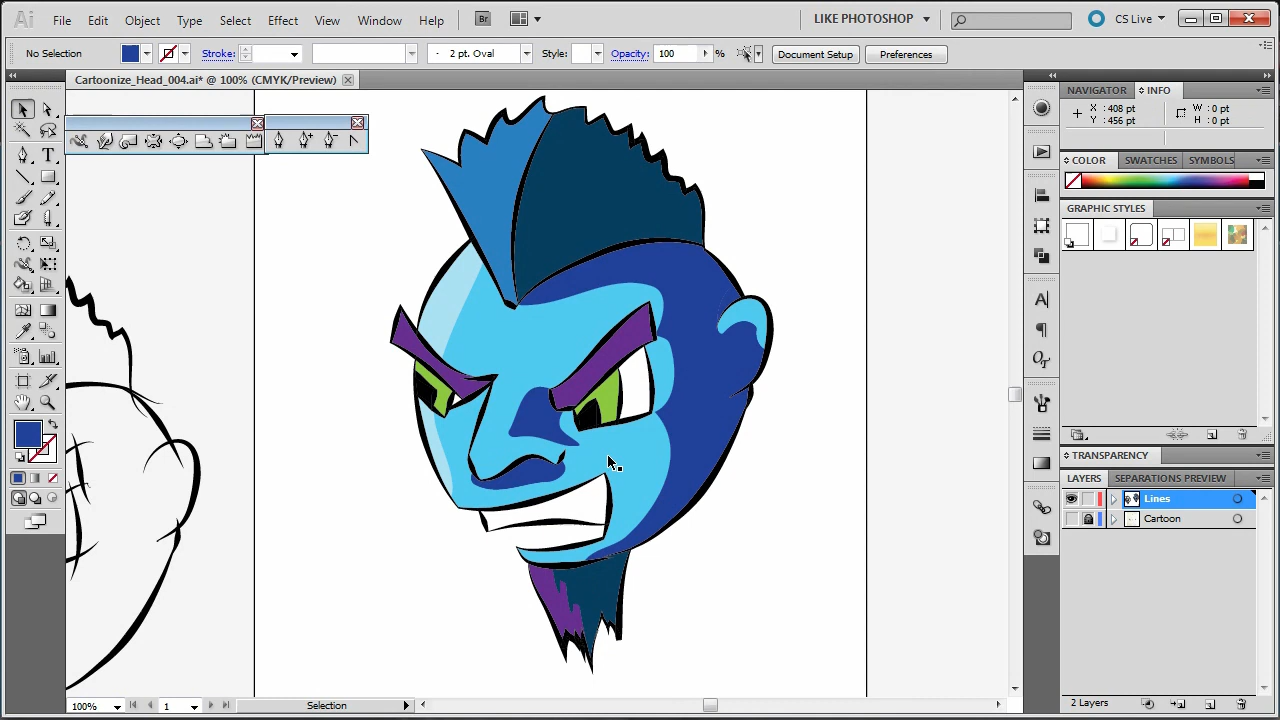 Ai File Edit Object Type Select Effect View Window Help Br LIKE PHOTOSHOP CS Live
No Selection Stroke: 2 pt. Oval Style: Opacity: 100 % Document Setup Preferences
Cartoonize_Head_004.ai* @ 100% (CMYK/Preview)
NAVIGATOR INFO
X: 408 pt W: 0 pt
Y: 456 pt H: 0 pt
COLOR SWATCHES SYMBOLS
GRAPHIC STYLES
TRANSPARENCY
LAYERS SEPARATIONS PREVIEW
Lines
Cartoon
100% 1 Selection 2 Layers